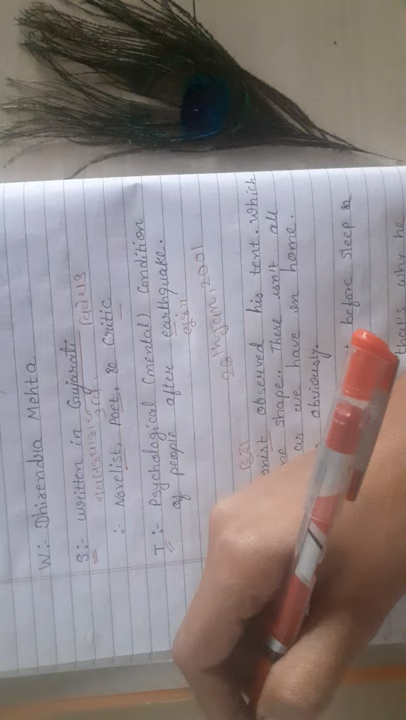 W:- Dhirendra Mehta
S:- written in Gujarati.
:- Novelist, Poet, & Critic
T:- Psychological (mental) Condition
of people after earthquake.
26th Jan, 2001
observed his tent. which
shape. There isn't all
as we have in home.
obviously.
before sleep
that's why he